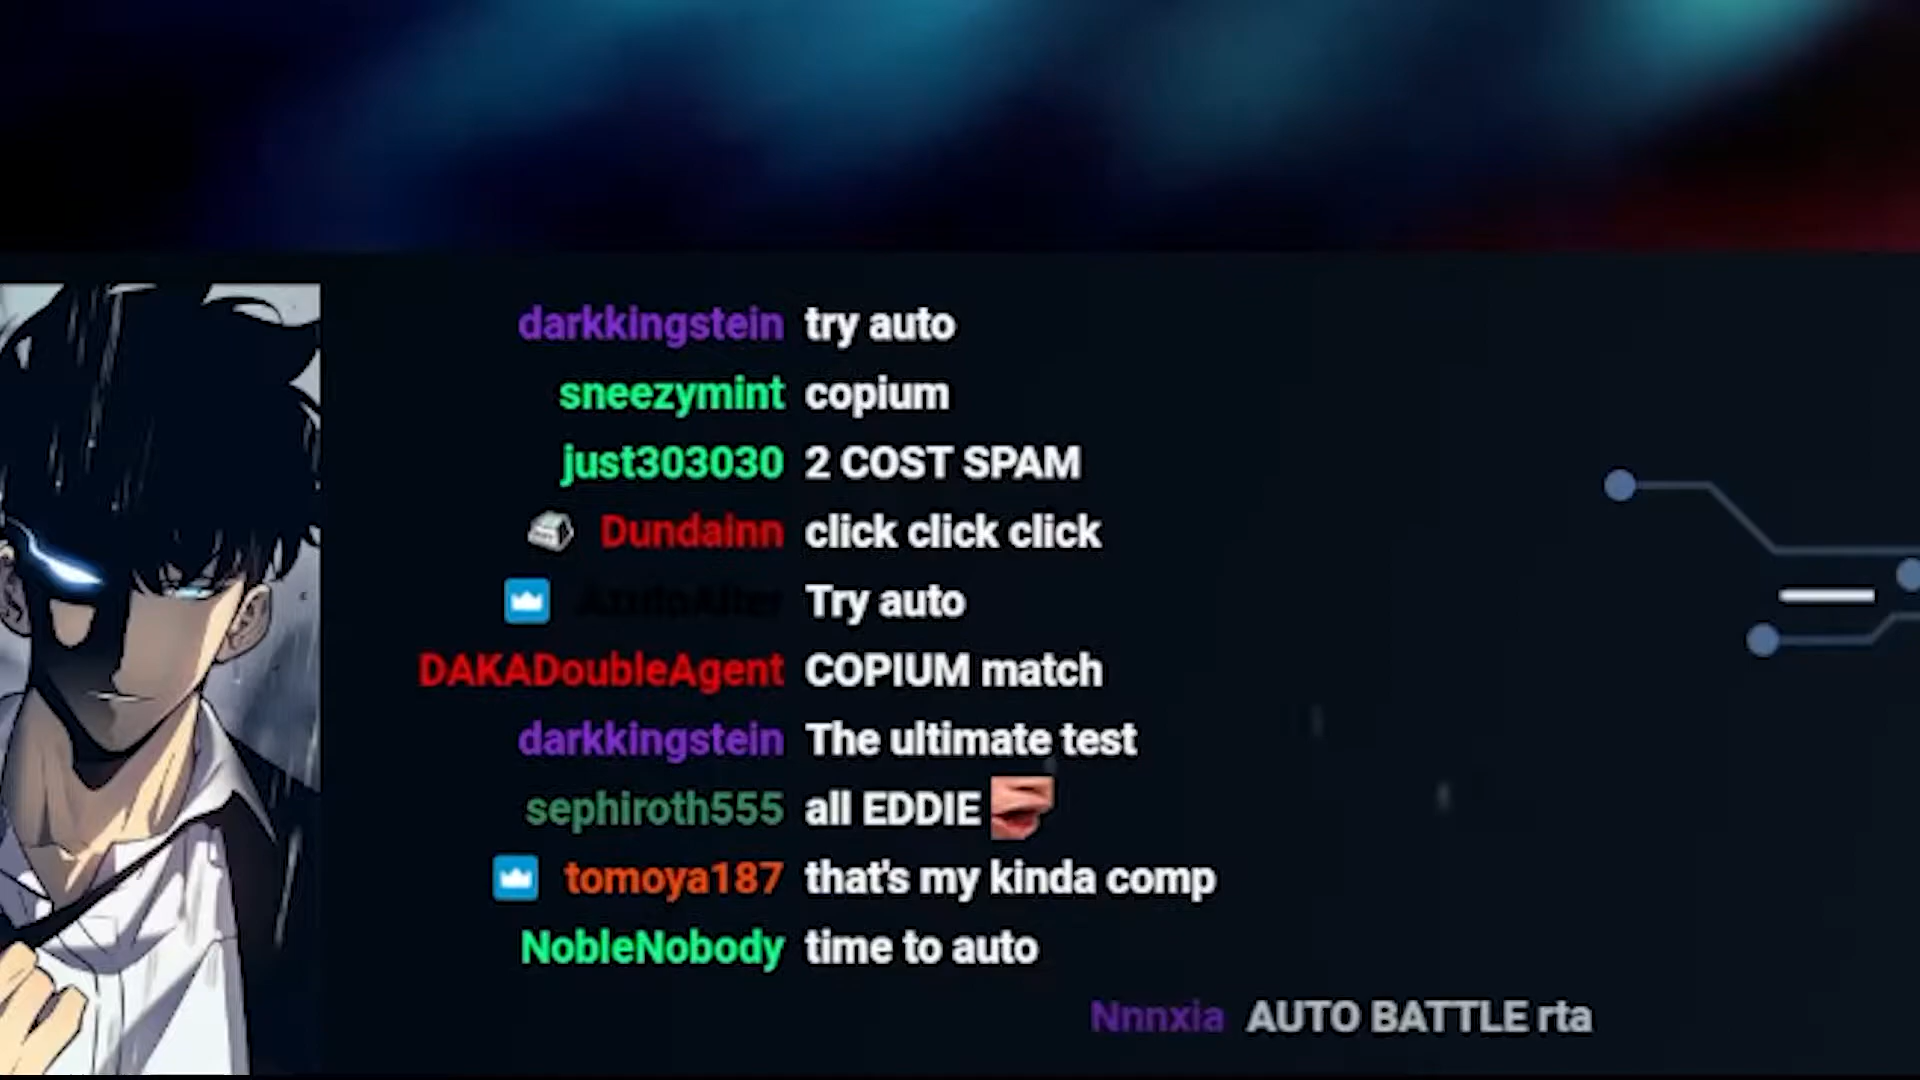 darkkingstein try auto
sneezymint copium
just303030 2 COST SPAM
Dundainn click click click
Try auto
DAKADoubleAgent COPIUM match
darkkingstein The ultimate test
sephiroth555 all EDDIE
tomoya187 that's my kinda comp
NobleNobody time to auto
Nnnxia AUTO BATTLE rta